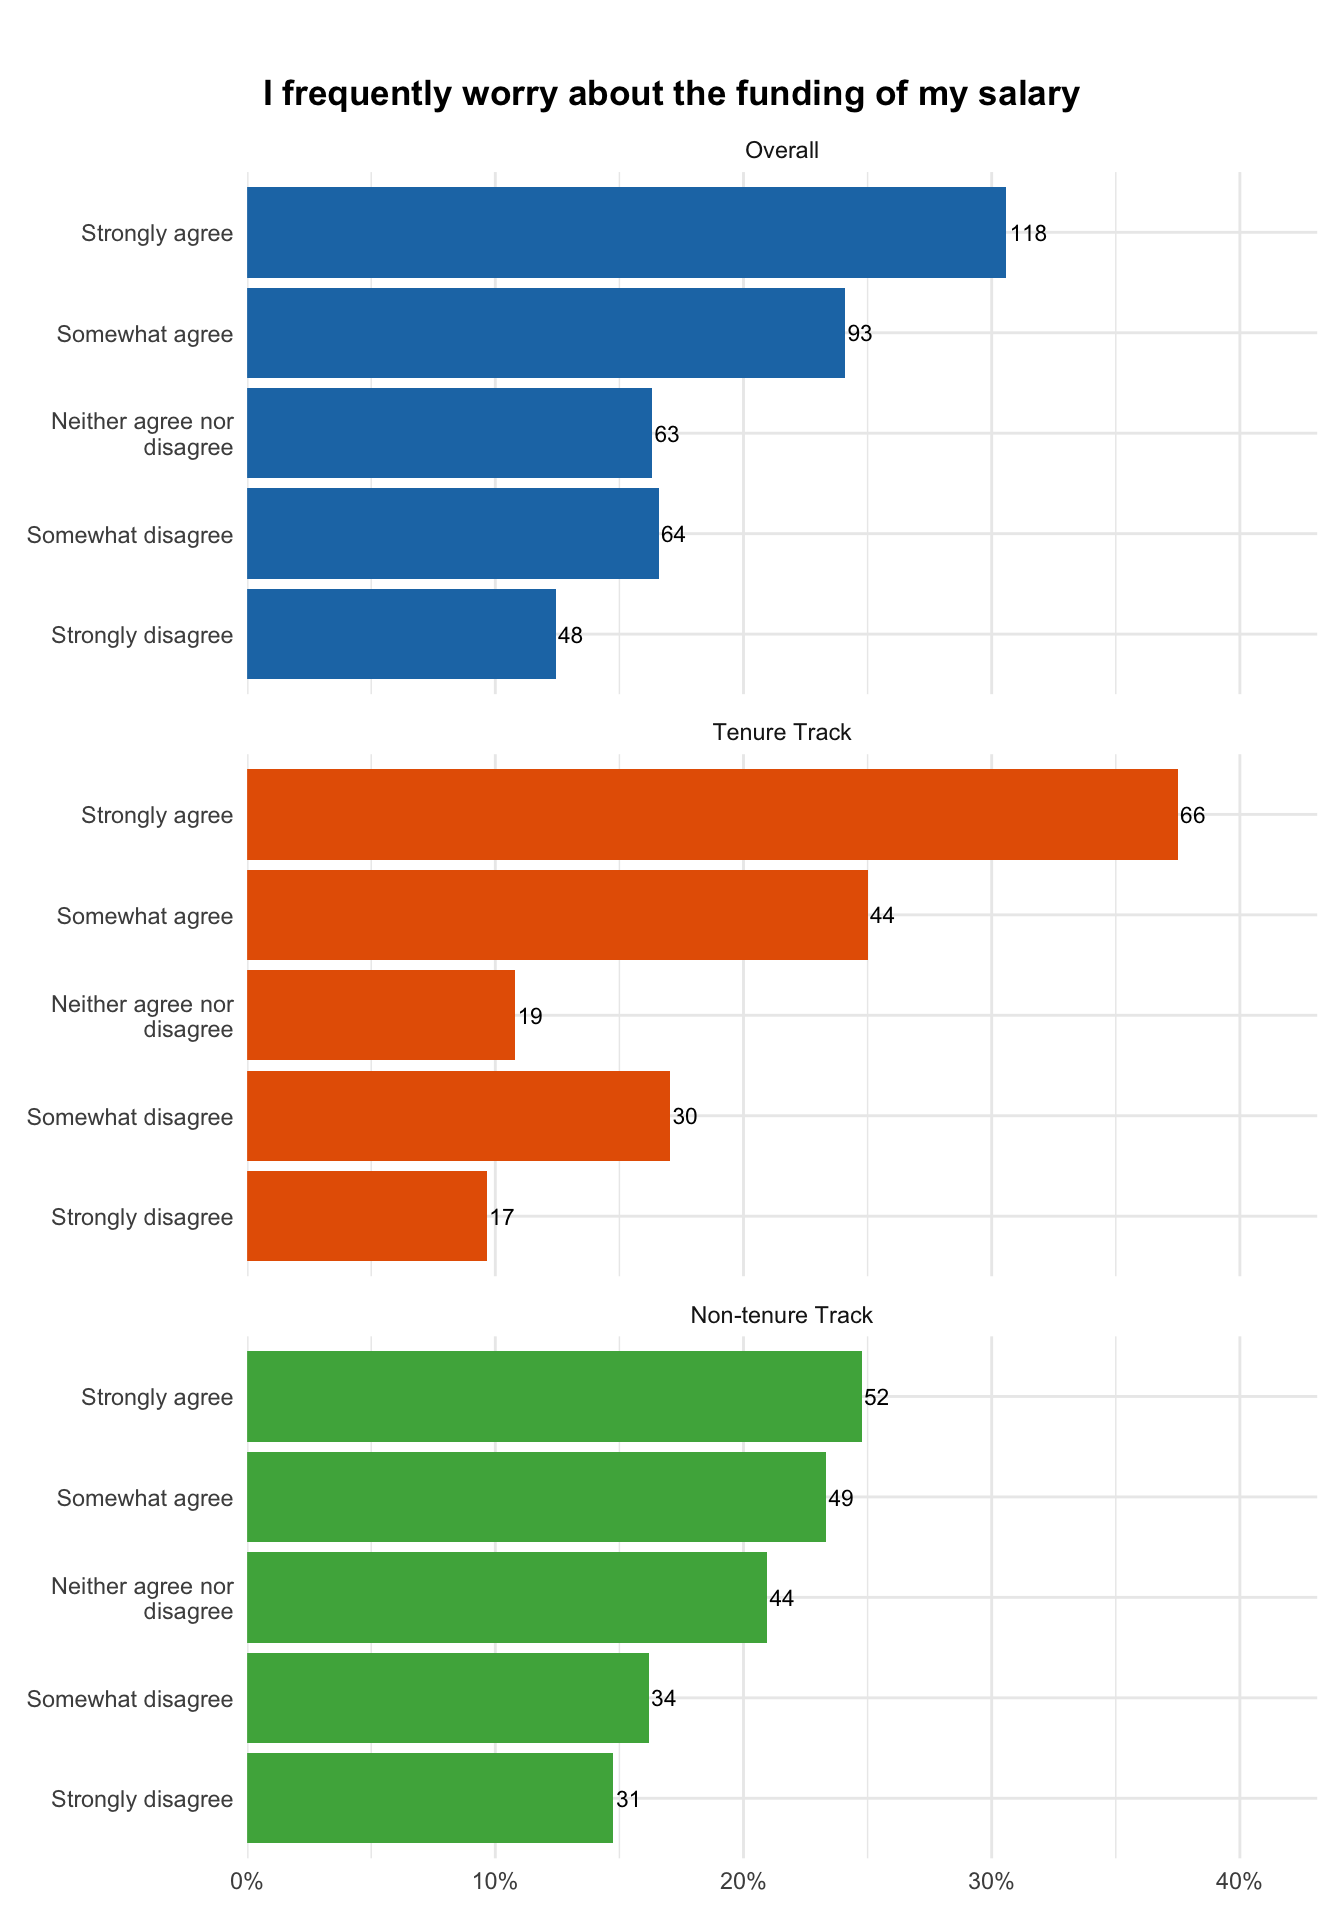 I frequently worry about the funding of my salary
Overall
Strongly agree
118
Somewhat agree
93
Neither agree nor
disagree
63
Somewhat disagree
64
Strongly disagree
48
Tenure Track
Strongly agree
66
Somewhat agree
44
Neither agree nor
disagree
19
Somewhat disagree
30
Strongly disagree
17
Non-tenure Track
Strongly agree
52
Somewhat agree
49
Neither agree nor
disagree
44
Somewhat disagree
34
Strongly disagree
31
0% 10% 20% 30% 40%